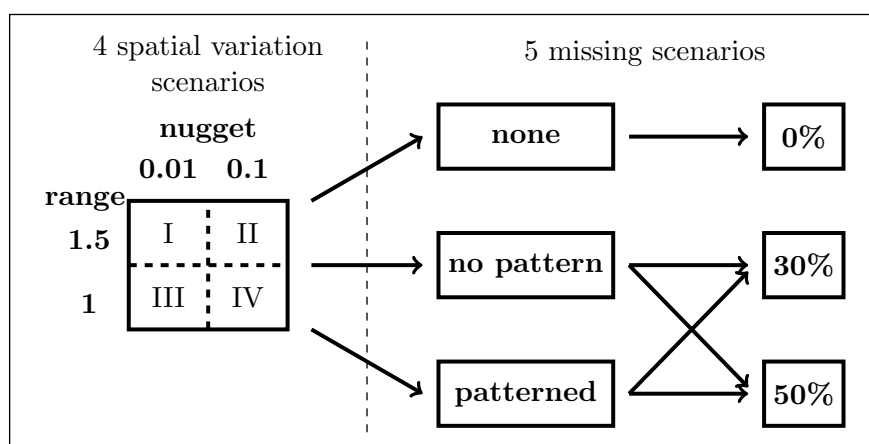 4 spatial variation
scenarios
5 missing scenarios
nugget
0.01 0.1
range
1.5
I II
1
III IV
none
0%
no pattern
30%
patterned
50%